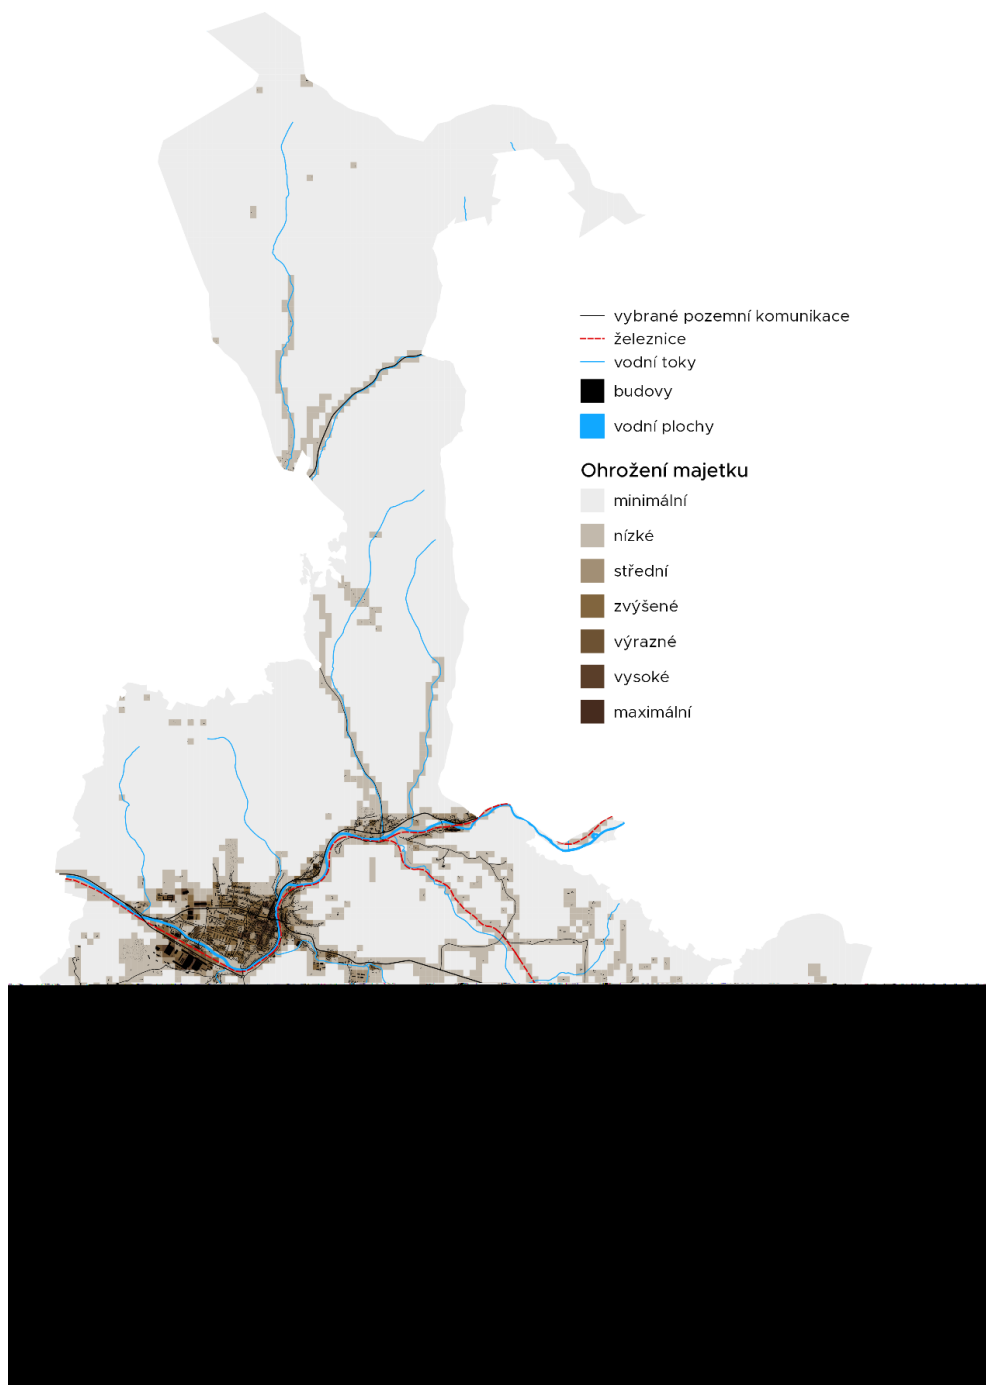 vybrané pozemní komunikace
železnice
vodní toky
budovy
vodní plochy
Ohrožení majetku
minimální
nízké
střední
zvýšené
výrazné
vysoké
maximální